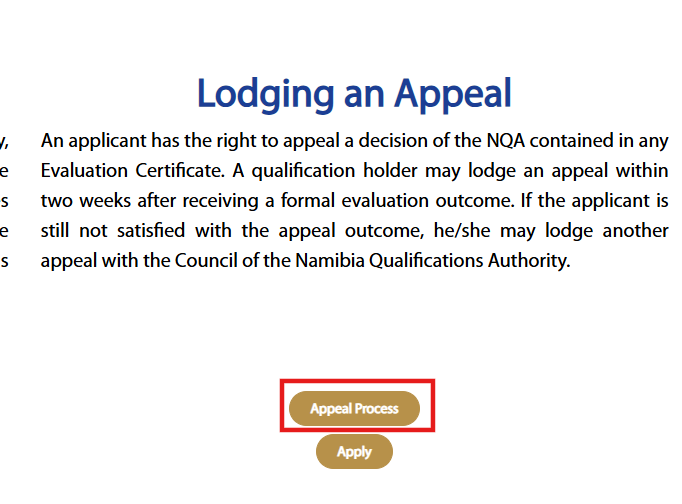 Lodging an Appeal
y, An applicant has the right to appeal a decision of the NQA contained in any
e Evaluation Certificate. A qualification holder may lodge an appeal within
s two weeks after receiving a formal evaluation outcome. If the applicant is
e still not satisfied with the appeal outcome, he/she may lodge another
s appeal with the Council of the Namibia Qualifications Authority.
Appeal Process
Apply